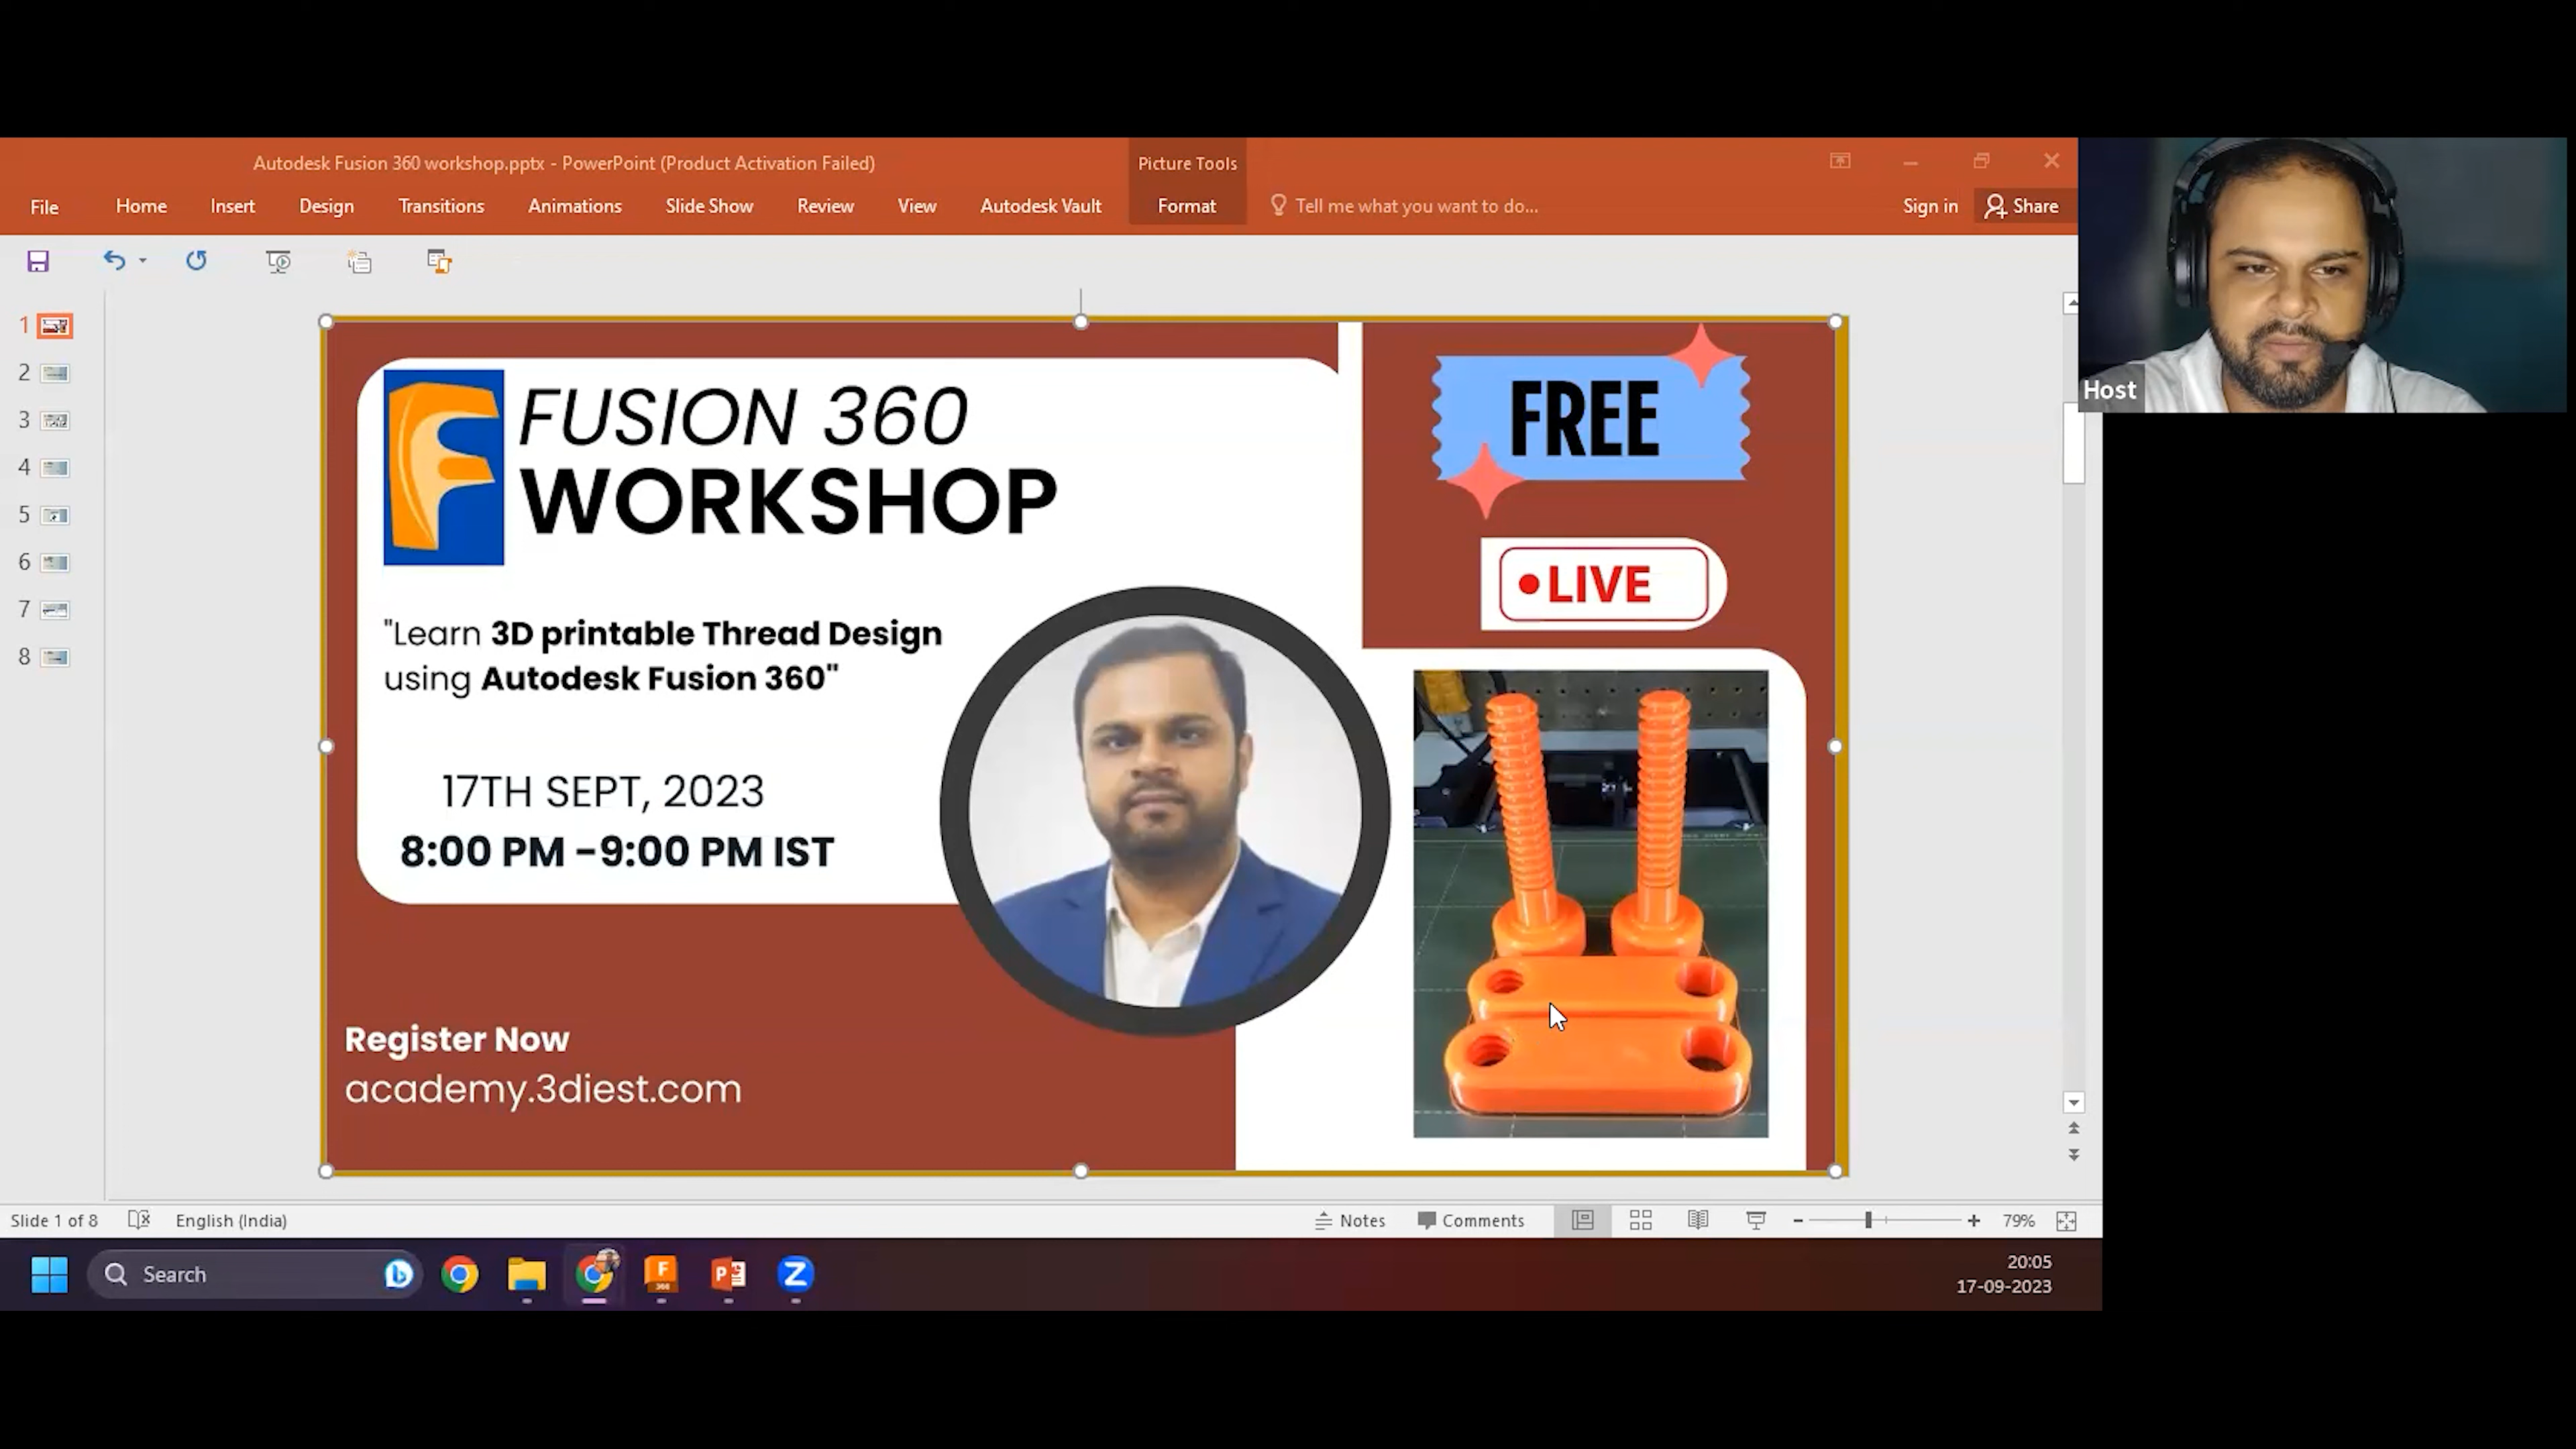 Autodesk Fusion 360 workshop.pptx - PowerPoint (Product Activation Failed)
Picture Tools
File
Home
Insert
Design
Transitions
Animations
Slide Show
Review
View
Autodesk Vault
Format
Tell me what you want to do...
Sign in
Share
Host
1
2
3
4
5
6
7
8
FUSION 360
WORKSHOP
"Learn 3D printable Thread Design
using Autodesk Fusion 360"
17TH SEPT, 2023
8:00 PM -9:00 PM IST
Register Now
academy.3diest.com
FREE
LIVE
Slide 1 of 8
English (India)
Notes
Comments
79%
Search
F
360
20:05
17-09-2023